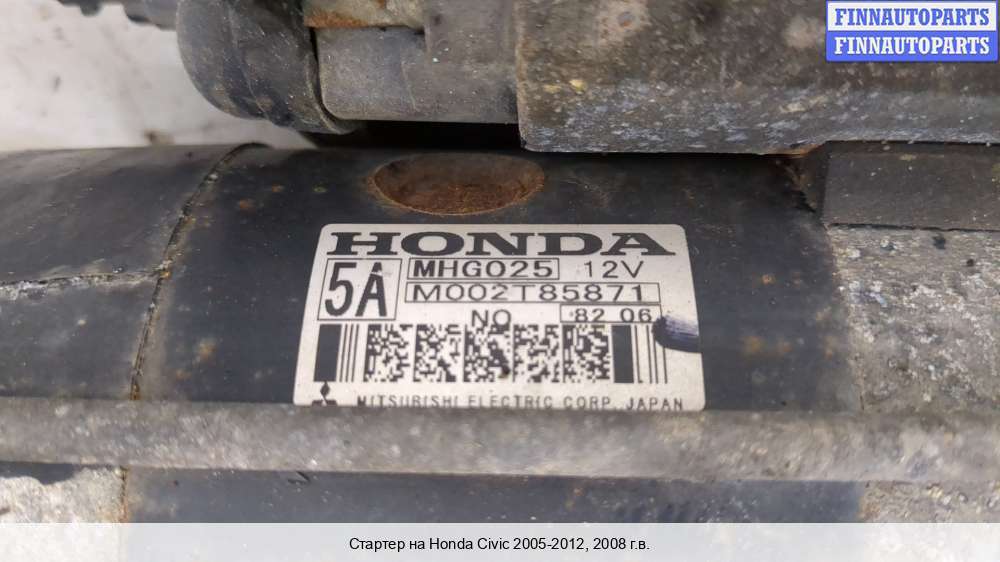 FINNAUTOPARTS
FINNAUTOPARTS
HONDA
5A MHG025 12V
M002T85871
NO 82 06
MITSUBISHI ELECTRIC CORP. JAPAN
Стартер на Honda Civic 2005-2012, 2008 г.в.